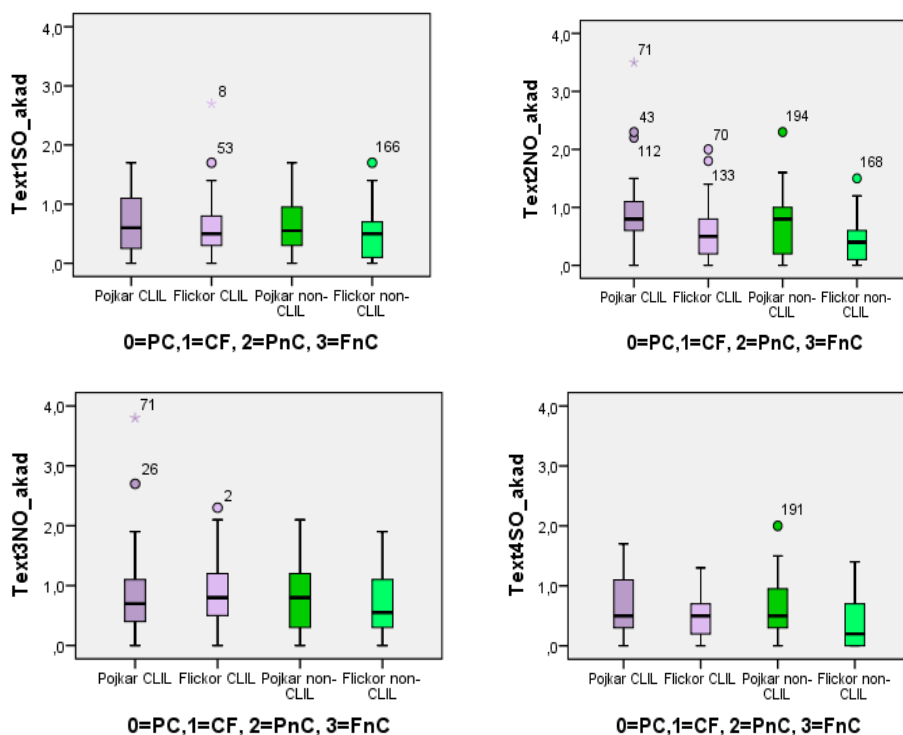 Text1SO_akad
4,0
3,0
2,0
1,0
,0
8
53
166
Pojkar CLIL
Flickor CLIL
Pojkar non-
CLIL
Flickor non-
CLIL
0=PC,1=CF, 2=PnC, 3=FnC
Text2NO_akad
4,0
3,0
2,0
1,0
,0
71
43
112
70
133
194
168
Pojkar CLIL
Flickor CLIL
Pojkar non-
CLIL
Flickor non-
CLIL
0=PC,1=CF, 2=PnC, 3=FnC
Text3NO_akad
4,0
3,0
2,0
1,0
,0
71
26
2
Pojkar CLIL
Flickor CLIL
Pojkar non-
CLIL
Flickor non-
CLIL
0=PC,1=CF, 2=PnC, 3=FnC
Text4SO_akad
4,0
3,0
2,0
1,0
,0
191
Pojkar CLIL
Flickor CLIL
Pojkar non-
CLIL
Flickor non-
CLIL
0=PC,1=CF, 2=PnC, 3=FnC